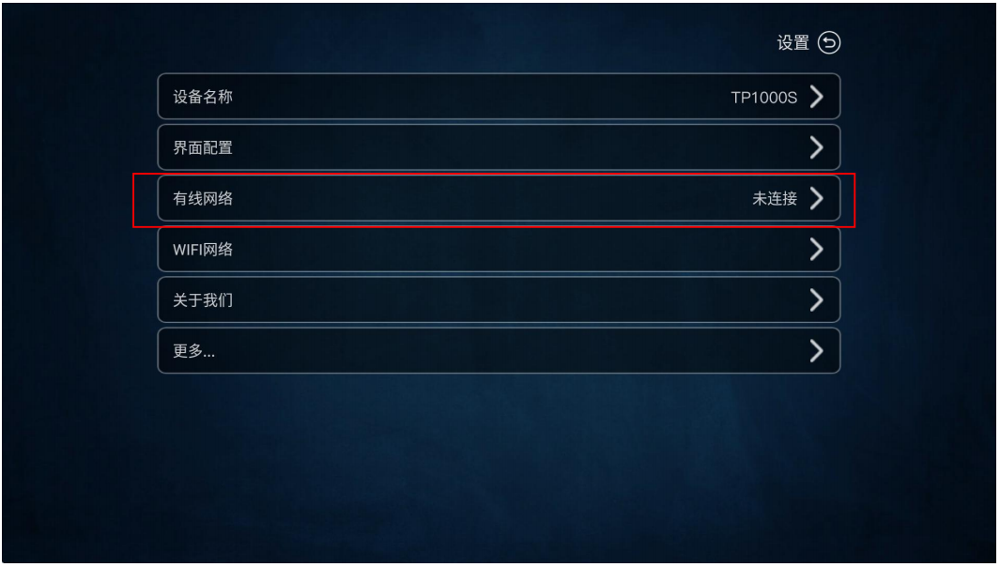 设置
设备名称 TP1000S
界面配置
有线网络 未连接
WIFI网络
关于我们
更多...